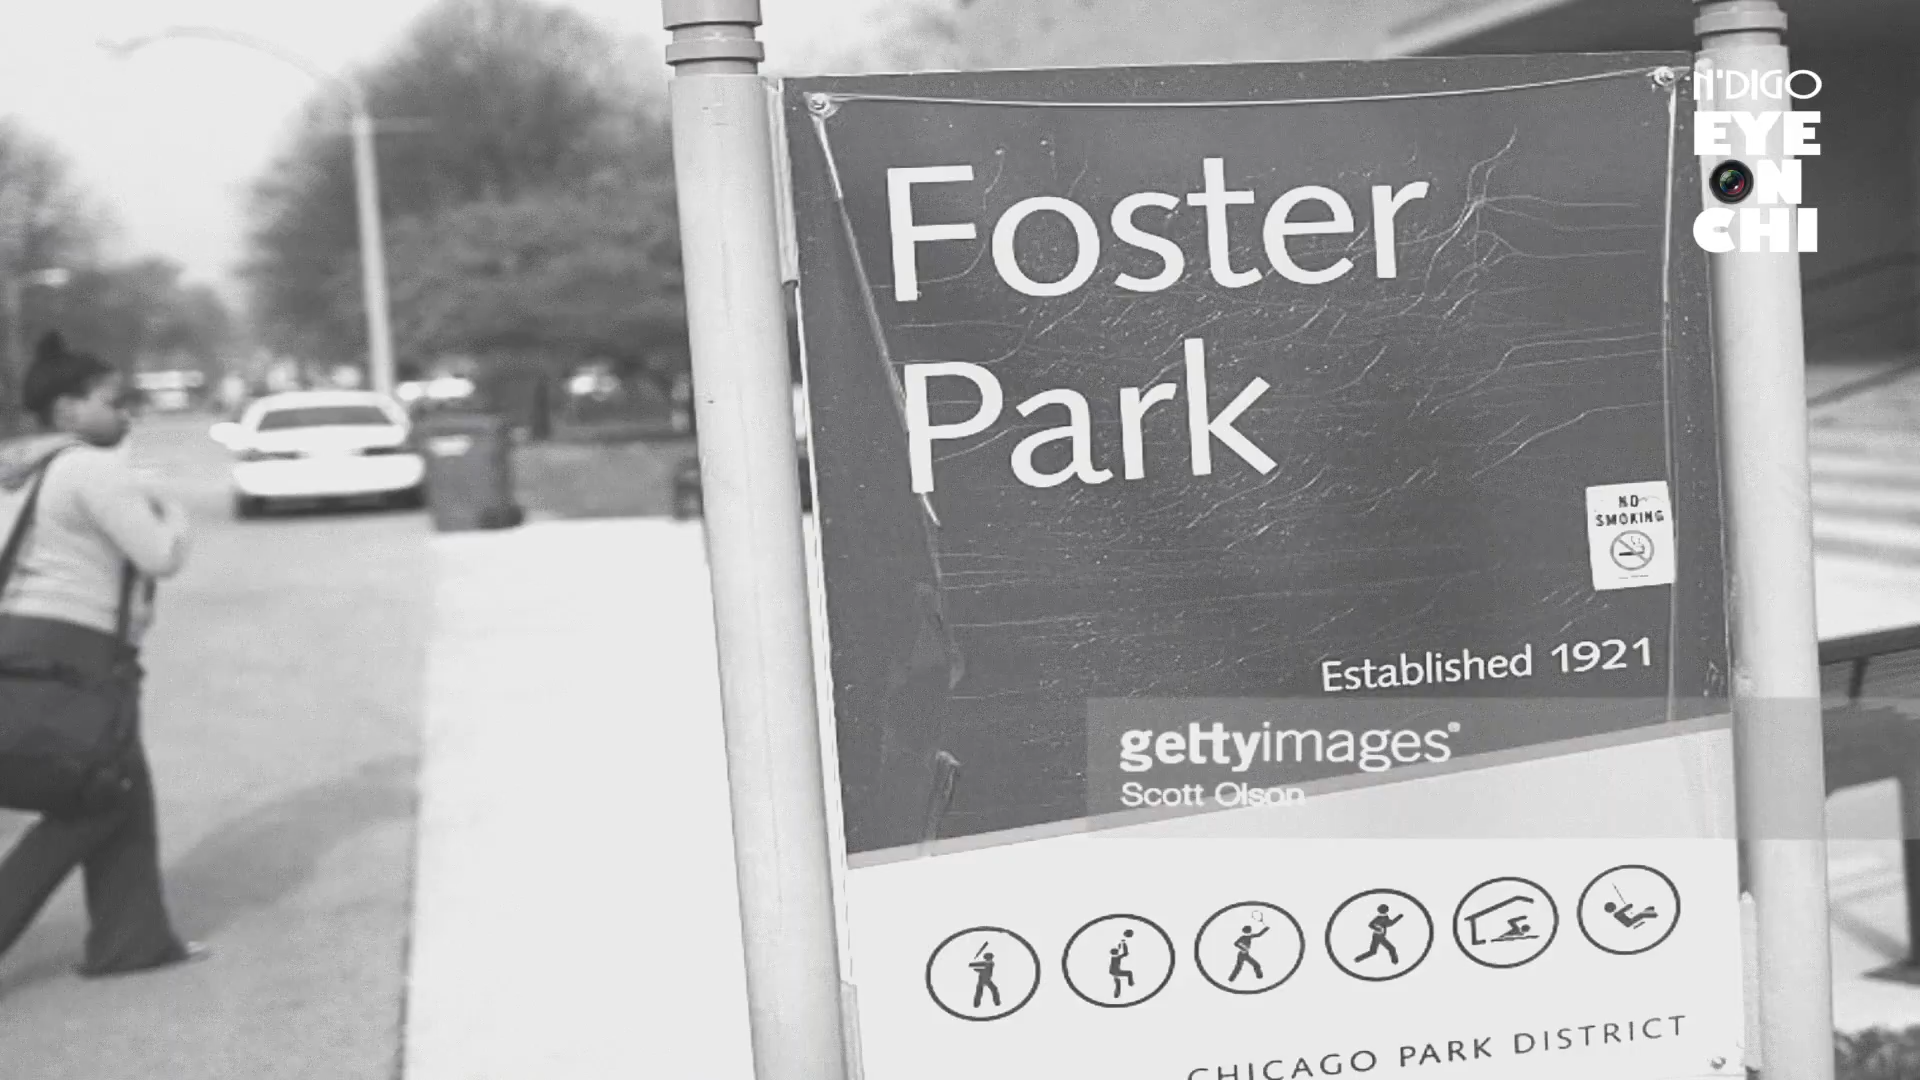 Foster
Park
NO
SMOKING
Established 1921
CHICAGO PARK DISTRICT
gettyimages®
Scott Olson
N'DIGO
EYE
ON
CHI